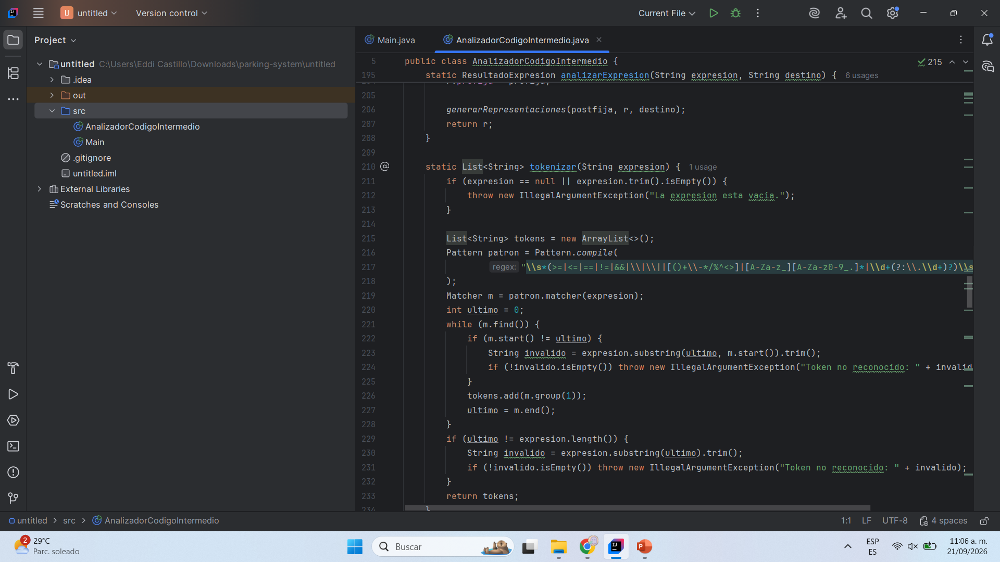 untitled
Version control
Current File
Project
untitled C:\Users\Eddi Castillo\Downloads\parking-system\untitled
.idea
out
src
AnalizadorCodigoIntermedio
Main
.gitignore
untitled.iml
External Libraries
Scratches and Consoles
Main.java
AnalizadorCodigoIntermedio.java
215
5 public class AnalizadorCodigoIntermedio {
195 static ResultadoExpresion analizarExpresion(String expresion, String destino) { 6 usages
205
206 generarRepresentaciones(postfija, r, destino);
207 return r;
208 }
209
210 static List<String> tokenizar(String expresion) { 1 usage
211 if (expresion == null || expresion.trim().isEmpty()) {
212 throw new IllegalArgumentException("La expresion esta vacia.");
213 }
214
215 List<String> tokens = new ArrayList<>();
216 Pattern patron = Pattern.compile(
217 regex: "\\s*(>=|<=|==|!=|&&|\\|\\||[()+\\-*/%^<>]|[A-Za-z_][A-Za-z0-9_.]*|\\d+(?:\\.\\d+)?)\\s
218 );
219 Matcher m = patron.matcher(expresion);
220 int ultimo = 0;
221 while (m.find()) {
222 if (m.start() != ultimo) {
223 String invalido = expresion.substring(ultimo, m.start()).trim();
224 if (!invalido.isEmpty()) throw new IllegalArgumentException("Token no reconocido: " + invalid
225 }
226 tokens.add(m.group(1));
227 ultimo = m.end();
228 }
229 if (ultimo != expresion.length()) {
230 String invalido = expresion.substring(ultimo).trim();
231 if (!invalido.isEmpty()) throw new IllegalArgumentException("Token no reconocido: " + invalido);
232 }
233 return tokens;
234 }
untitled > src > AnalizadorCodigoIntermedio
1:1 LF UTF-8 4 spaces
2
29°C
Parc. soleado
Buscar
ESP
ES
11:06 a. m.
21/09/2026